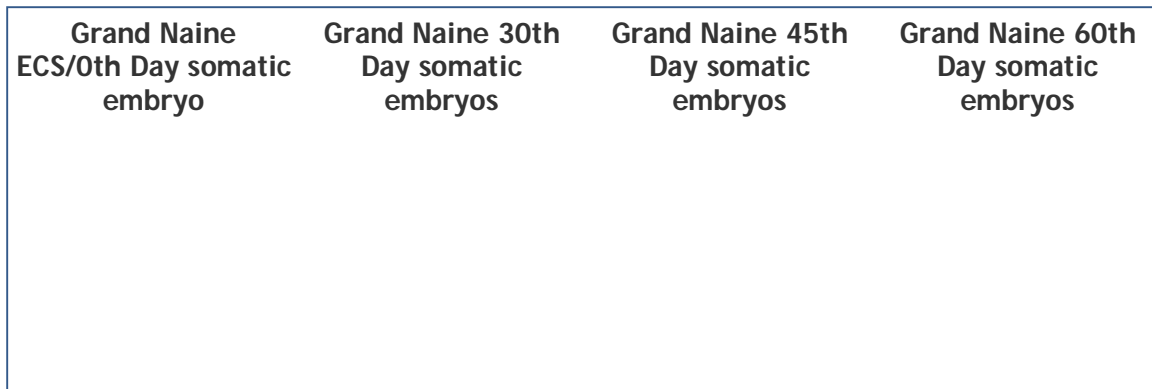 Grand Naine
ECS/0th Day somatic
embryo
Grand Naine 30th
Day somatic
embryos
Grand Naine 45th
Day somatic
embryos
Grand Naine 60th
Day somatic
embryos